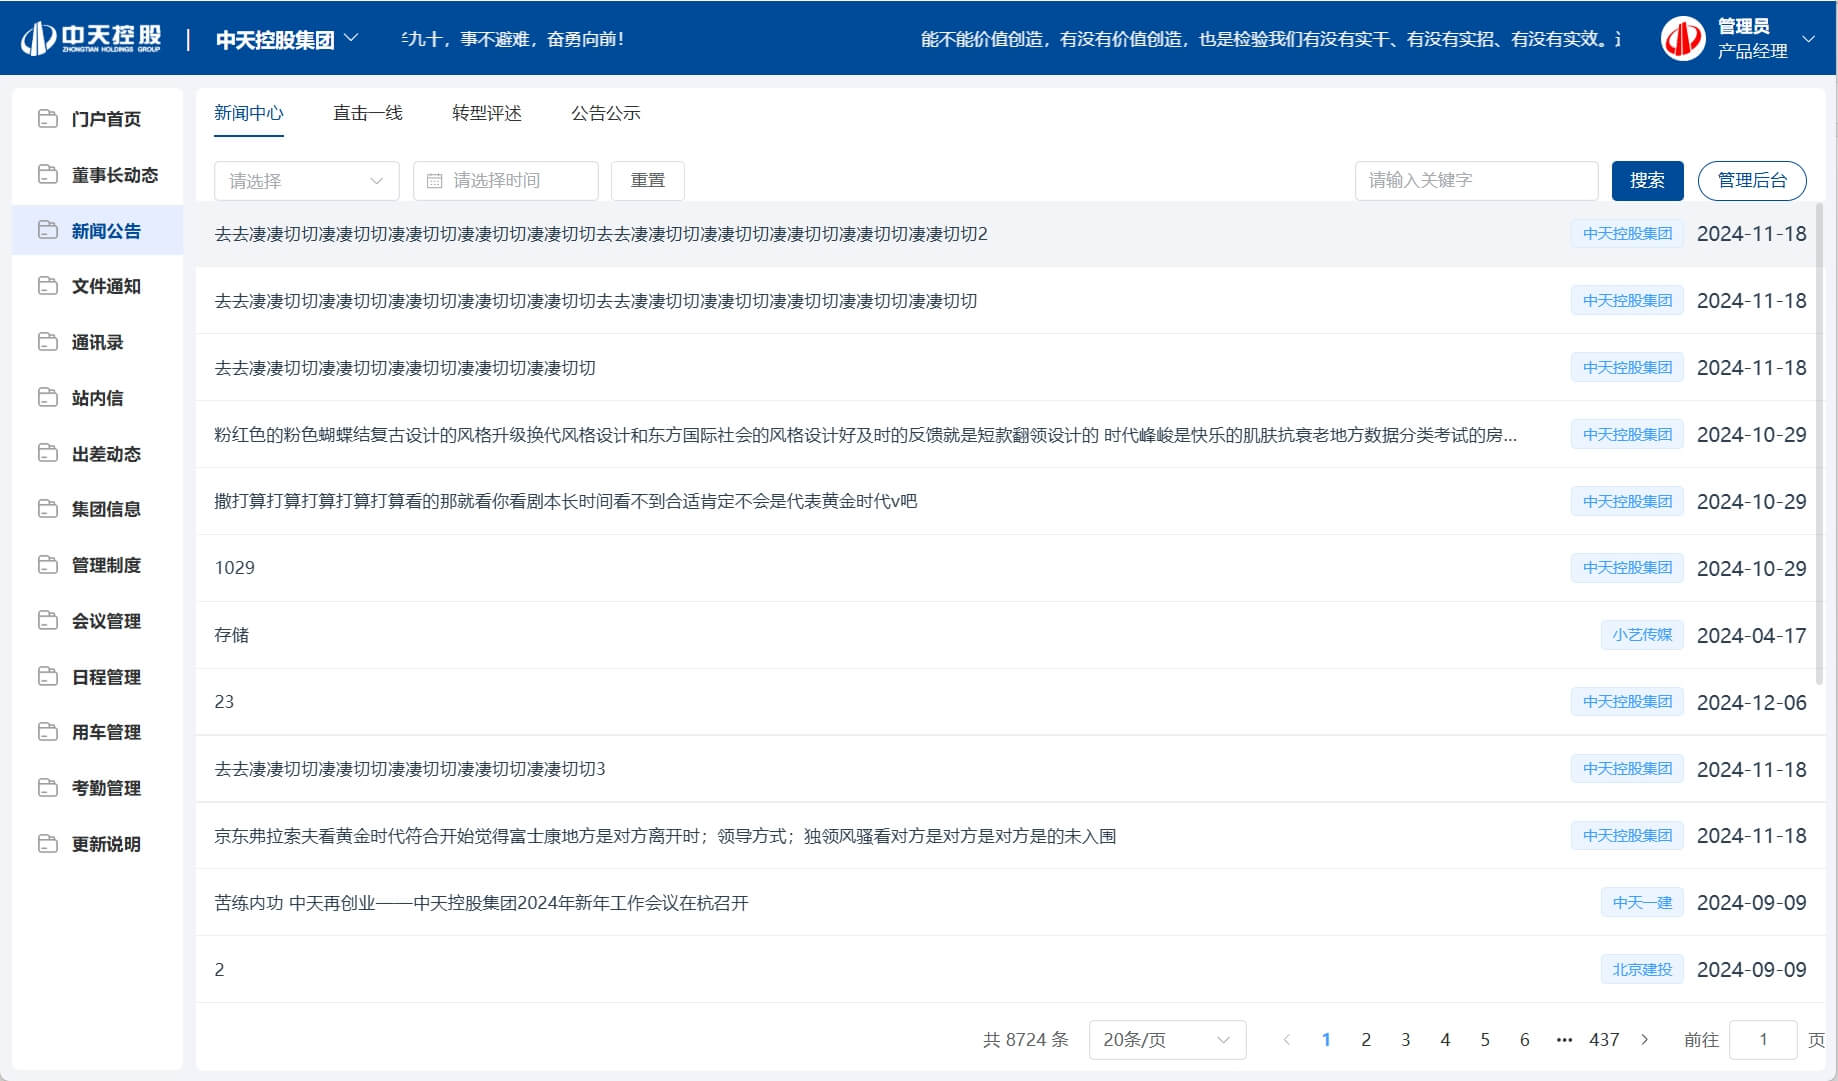 中天控股
ZHONGTIAN HOLDINGS GROUP
中天控股集团
九十，事不避难，奋勇向前！
能不能价值创造，有没有价值创造，也是检验我们有没有实干、有没有实招、有没有实效。
管理员
产品经理
门户首页
董事长动态
新闻公告
文件通知
通讯录
站内信
出差动态
集团信息
管理制度
会议管理
日程管理
用车管理
考勤管理
更新说明
新闻中心 直击一线 转型评述 公告公示
请选择 请选择时间 重置 请输入关键字 搜索 管理后台
去去凄凄切切凄凄切切凄凄切切凄凄切切凄凄切切去去凄凄切切凄凄切切凄凄切切凄凄切切凄凄切切2 中天控股集团 2024-11-18
去去凄凄切切凄凄切切凄凄切切凄凄切切凄凄切切去去凄凄切切凄凄切切凄凄切切凄凄切切凄凄切切 中天控股集团 2024-11-18
去去凄凄切切凄凄切切凄凄切切凄凄切切凄凄切切 中天控股集团 2024-11-18
粉红色的粉色蝴蝶结复古设计的风格升级换代风格设计和东方国际社会的风格设计好及时的反馈就是短款翻领设计的 时代峰峻是快乐的肌肤抗衰老地方数据分类考试的房... 中天控股集团 2024-10-29
撒打算打算打算打算打算看的那就看你看剧本长时间看不到合适肯定不会是代表黄金时代v吧 中天控股集团 2024-10-29
1029 中天控股集团 2024-10-29
存储 小艺传媒 2024-04-17
23 中天控股集团 2024-12-06
去去凄凄切切凄凄切切凄凄切切凄凄切切凄凄切切3 中天控股集团 2024-11-18
京东弗拉索夫看黄金时代符合开始觉得富士康地方是对方离开时；领导方式；独领风骚看对方是对方是对方是的未入围 中天控股集团 2024-11-18
苦练内功 中天再创业——中天控股集团2024年新年工作会议在杭召开 中天一建 2024-09-09
2 北京建投 2024-09-09
共 8724 条 20条/页 1 2 3 4 5 6 ... 437 前往 1 页